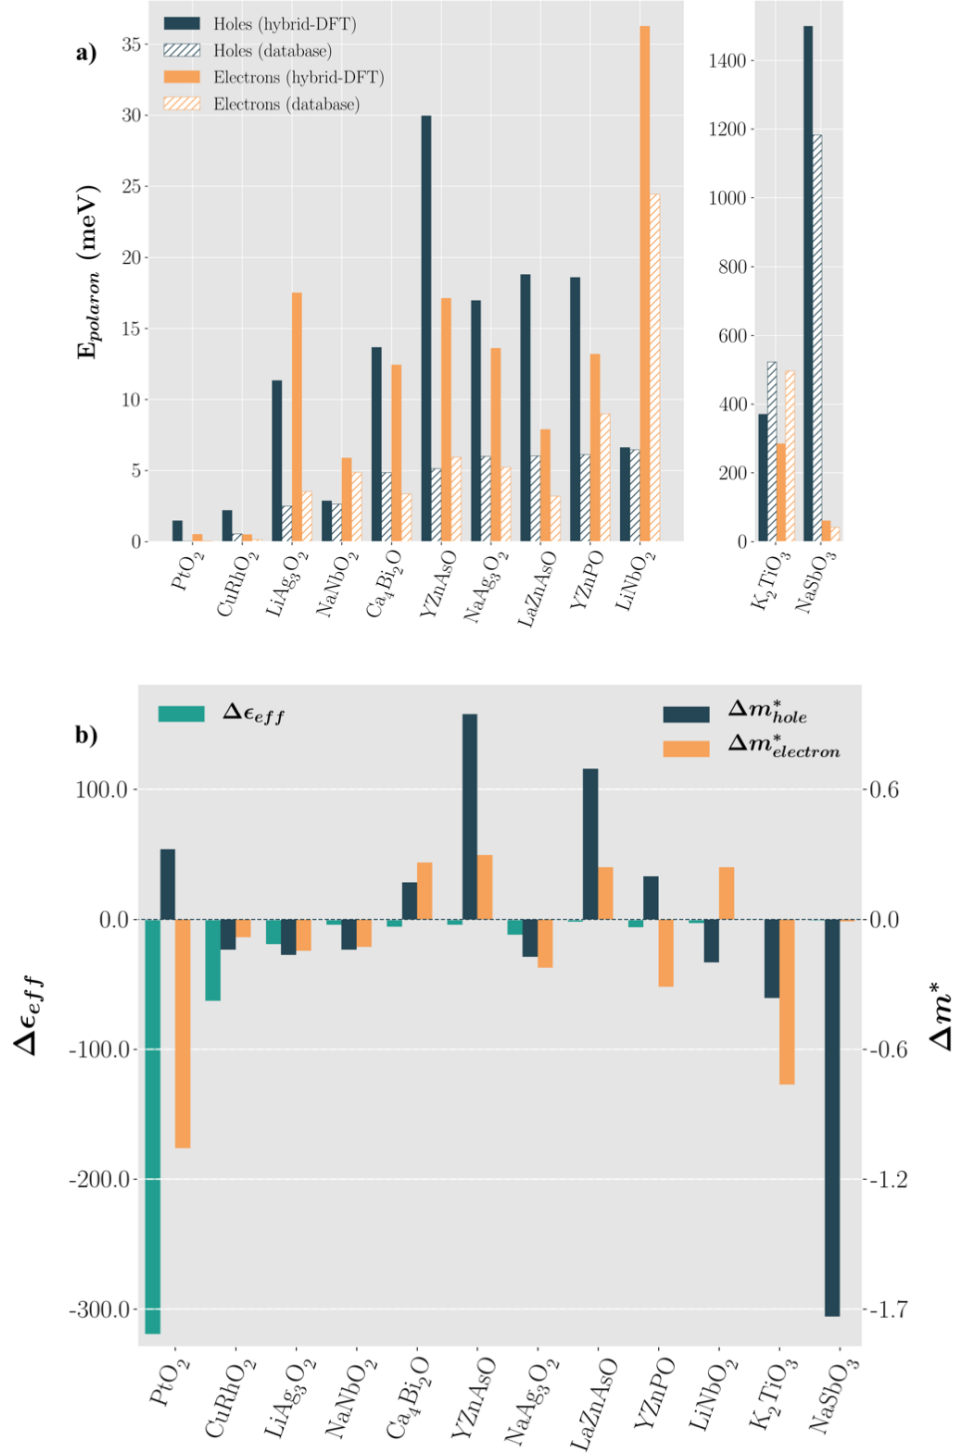 a)
Holes (hybrid-DFT)
Holes (database)
Electrons (hybrid-DFT)
Electrons (database)
E_polaron (meV)
35
30
25
20
15
10
5
0
1400
1200
1000
800
600
400
200
0
PtO₂
CuRhO₂
LiAg₃O₂
NaNbO₂
Ca₄Bi₂O
YZnAsO
NaAg₃O₂
LaZnAsO
YZnPO
LiNbO₂
K₂TiO₃
NaSbO₃
b)
Δϵ_eff
Δm*_hole
Δm*_electron
Δϵ_eff
100.0
0.0
-100.0
-200.0
-300.0
0.6
0.0
-0.6
-1.2
-1.7
Δm*
PtO₂
CuRhO₂
LiAg₃O₂
NaNbO₂
Ca₄Bi₂O
YZnAsO
NaAg₃O₂
LaZnAsO
YZnPO
LiNbO₂
K₂TiO₃
NaSbO₃